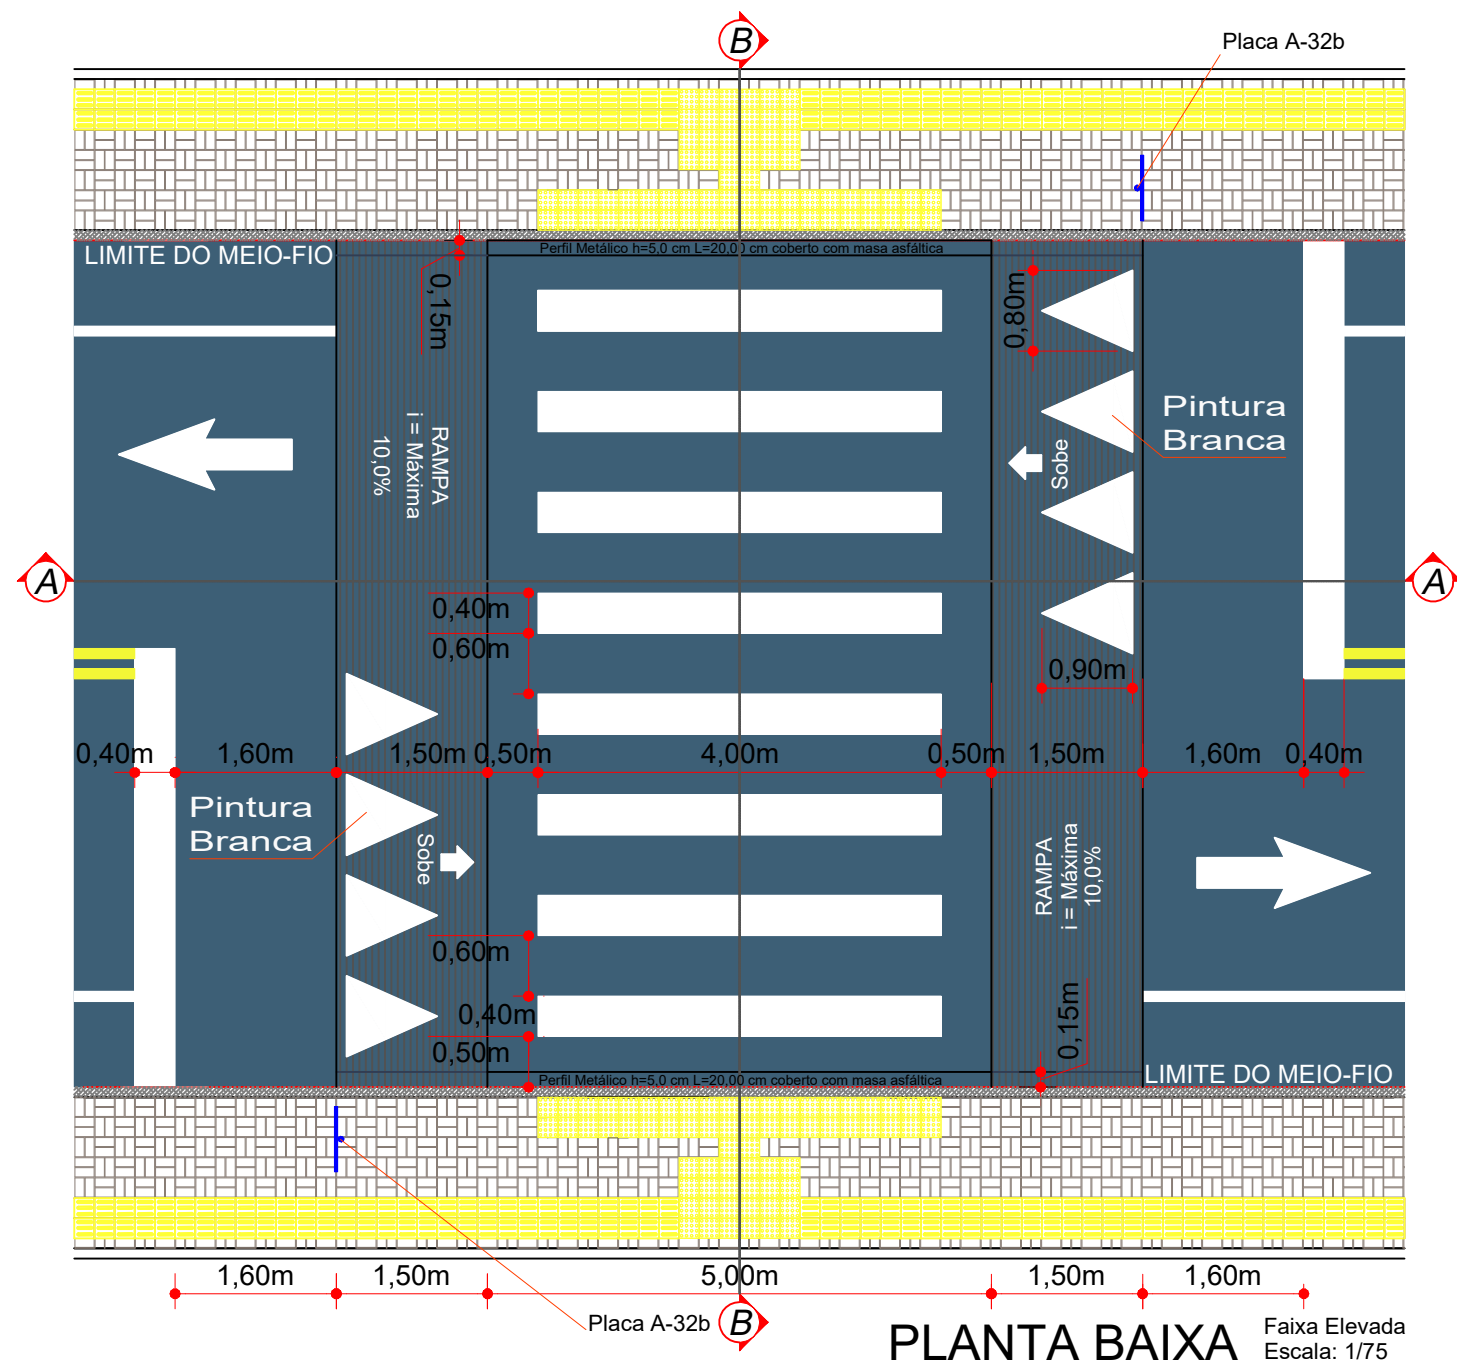 B
Placa A-32b
LIMITE DO MEIO-FIO
Perfil Metálico h=5,0 cm L=20,00 cm coberto com masa asfáltica
0,15m
0,80m
Pintura
Branca
RAMPA
i = Máxima
10,0%
Sobe
A
A
0,40m
0,60m
0,90m
0,40m
1,60m
1,50m
0,50m
4,00m
0,50m
1,50m
1,60m
0,40m
Pintura
Branca
Sobe
RAMPA
i = Máxima
10,0%
0,60m
0,40m
0,50m
0,15m
Perfil Metálico h=5,0 cm L=20,00 cm coberto com masa asfáltica
LIMITE DO MEIO-FIO
1,60m
1,50m
5,00m
1,50m
1,60m
Placa A-32b
B
PLANTA BAIXA
Faixa Elevada
Escala: 1/75